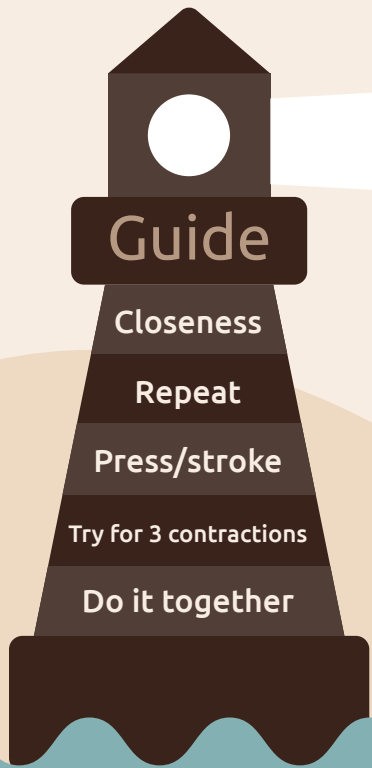 Guide
Closeness
Repeat
Press/stroke
Try for 3 contractions
Do it together